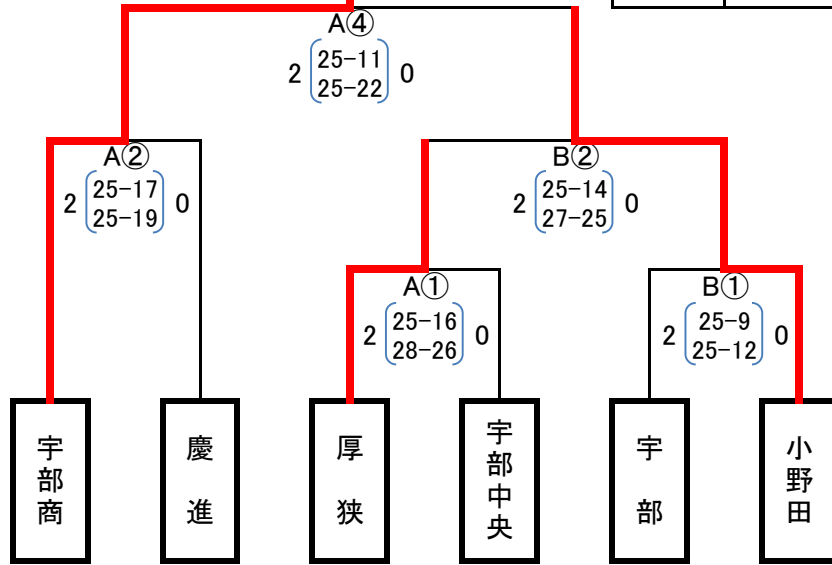 A④
2 25-11 0
25-22
A②
2 25-17 0
25-19
B②
2 25-14 0
27-25
A①
2 25-16 0
28-26
B①
2 25-9 0
25-12
宇部商
慶進
厚狭
宇部中央
宇部
小野田